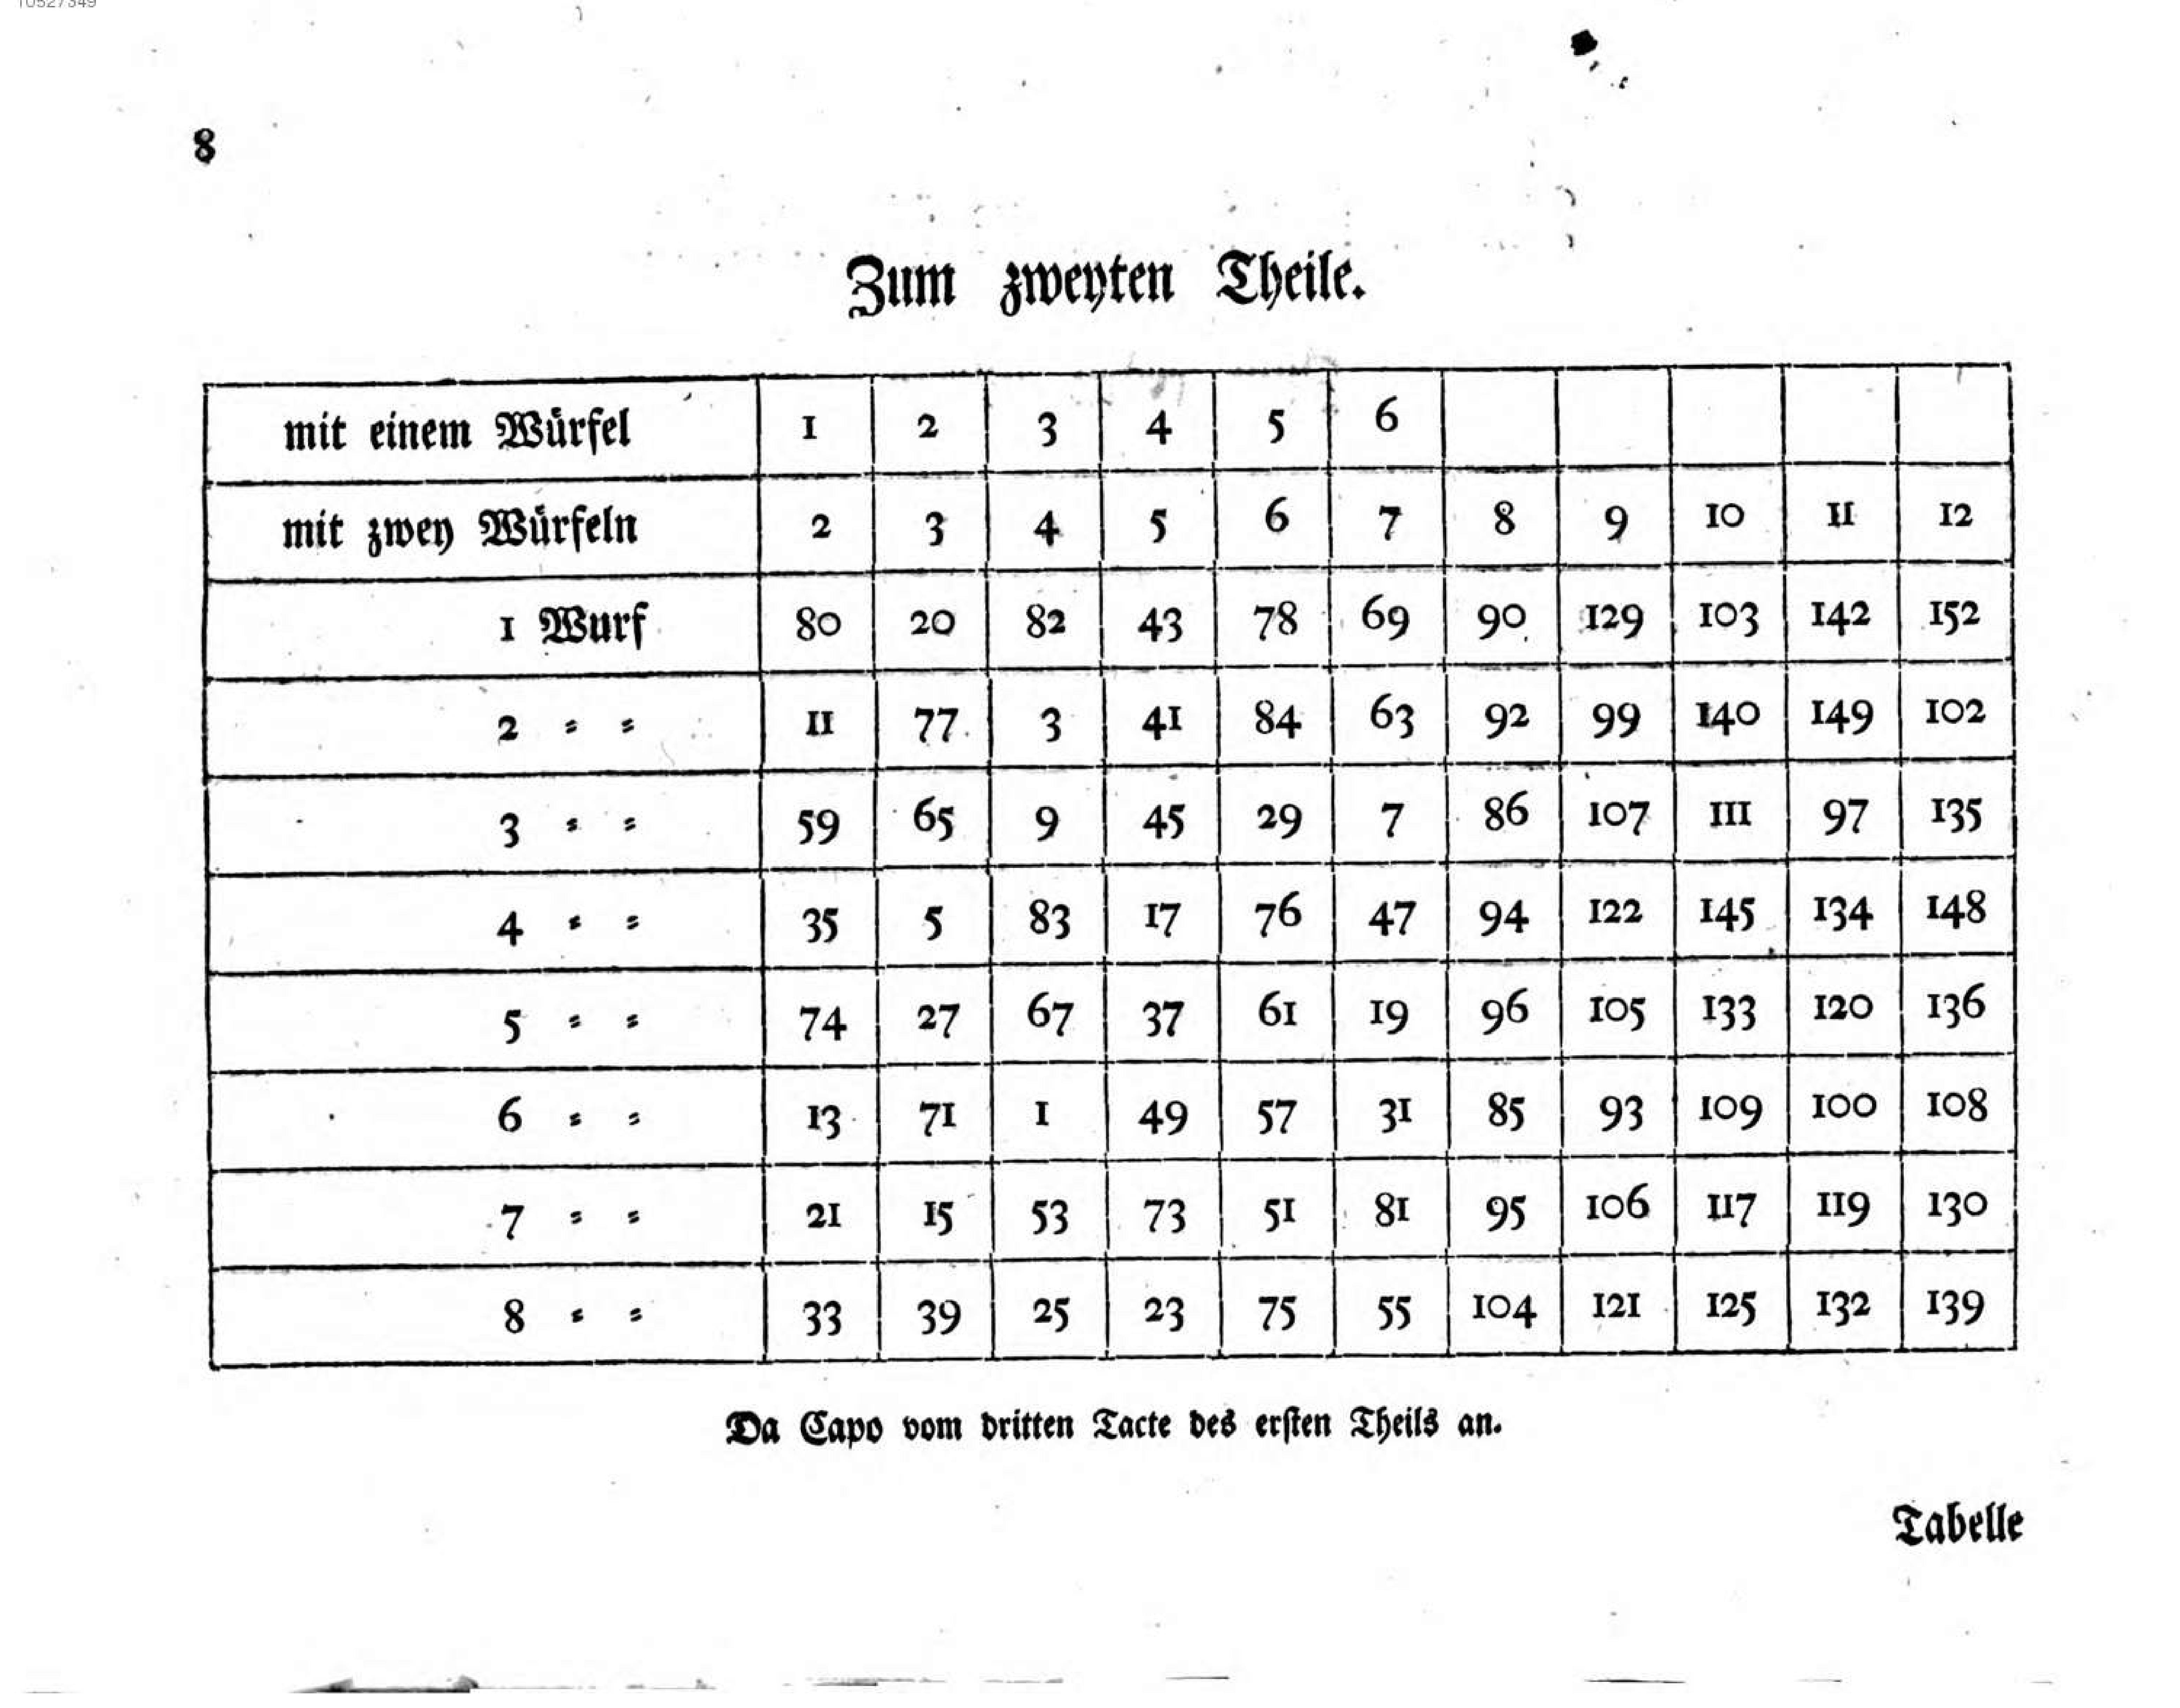 10527349
8
Zum zweyten Theile.
mit einem Würfel 1 2 3 4 5 6
mit zwey Würfeln 2 3 4 5 6 7 8 9 10 11 12
1 Wurf 80 20 82 43 78 69 90 129 103 142 152
2 = = 11 77 3 41 84 63 92 99 140 149 102
3 = = 59 65 9 45 29 7 86 107 111 97 135
4 = = 35 5 83 17 76 47 94 122 145 134 148
5 = = 74 27 67 37 61 19 96 105 133 120 136
6 = = 13 71 1 49 57 31 85 93 109 100 108
7 = = 21 15 53 73 51 81 95 106 117 119 130
8 = = 33 39 25 23 75 55 104 121 125 132 139
Da Capo vom dritten Tacte des ersten Theils an.
Tabelle